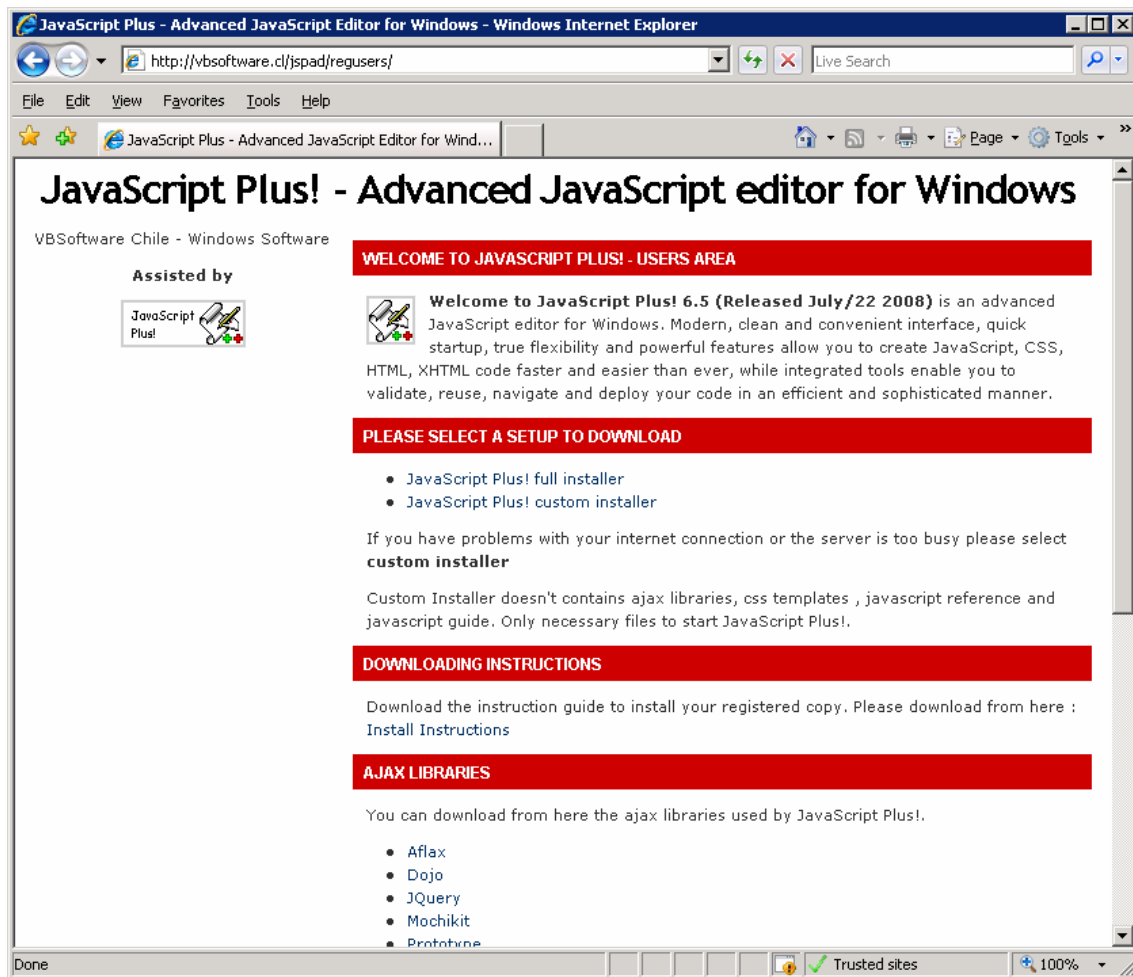 JavaScript Plus - Advanced JavaScript Editor for Windows - Windows Internet Explorer
http://vbsoftware.cl/jspad/regusers/
Live Search
File Edit View Favorites Tools Help
JavaScript Plus - Advanced JavaScript Editor for Wind...
Page Tools »
JavaScript Plus! - Advanced JavaScript editor for Windows
VBSoftware Chile - Windows Software
Assisted by
JavaScript
Plus!
WELCOME TO JAVASCRIPT PLUS! - USERS AREA
Welcome to JavaScript Plus! 6.5 (Released July/22 2008) is an advanced
JavaScript editor for Windows. Modern, clean and convenient interface, quick
startup, true flexibility and powerful features allow you to create JavaScript, CSS,
HTML, XHTML code faster and easier than ever, while integrated tools enable you to
validate, reuse, navigate and deploy your code in an efficient and sophisticated manner.
PLEASE SELECT A SETUP TO DOWNLOAD
• JavaScript Plus! full installer
• JavaScript Plus! custom installer
If you have problems with your internet connection or the server is too busy please select
custom installer
Custom Installer doesn't contains ajax libraries, css templates , javascript reference and
javascript guide. Only necessary files to start JavaScript Plus!.
DOWNLOADING INSTRUCTIONS
Download the instruction guide to install your registered copy. Please download from here :
Install Instructions
AJAX LIBRARIES
You can download from here the ajax libraries used by JavaScript Plus!.
• Aflax
• Dojo
• JQuery
• Mochikit
• Prototype
Done
Trusted sites
100%